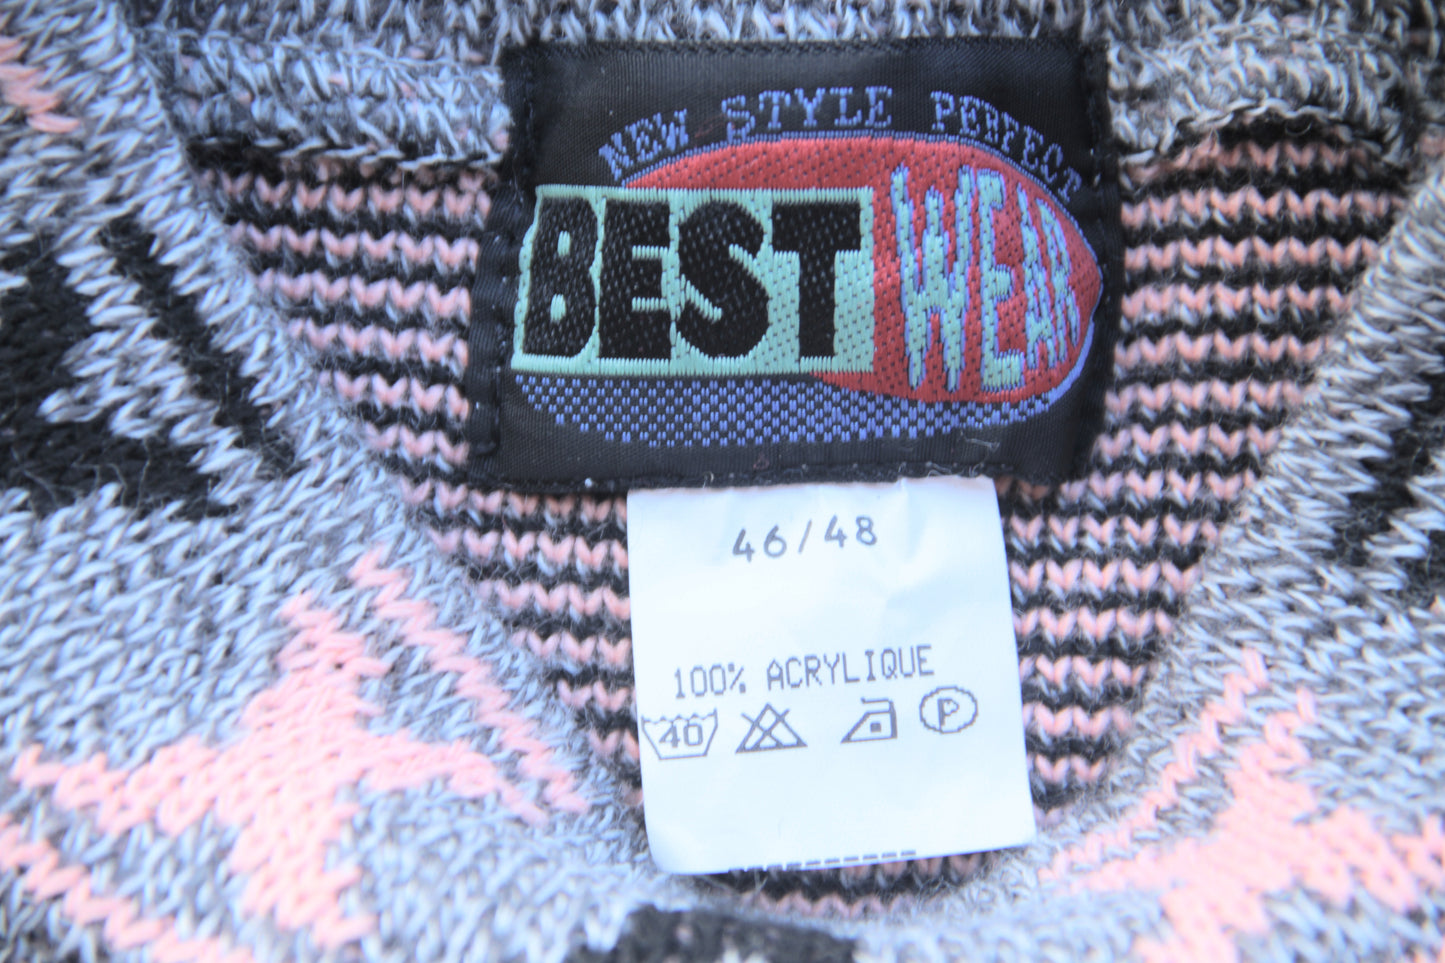 NEW STYLE PERFECT
BEST WEAR
46/48
100% ACRYLIQUE
40 P